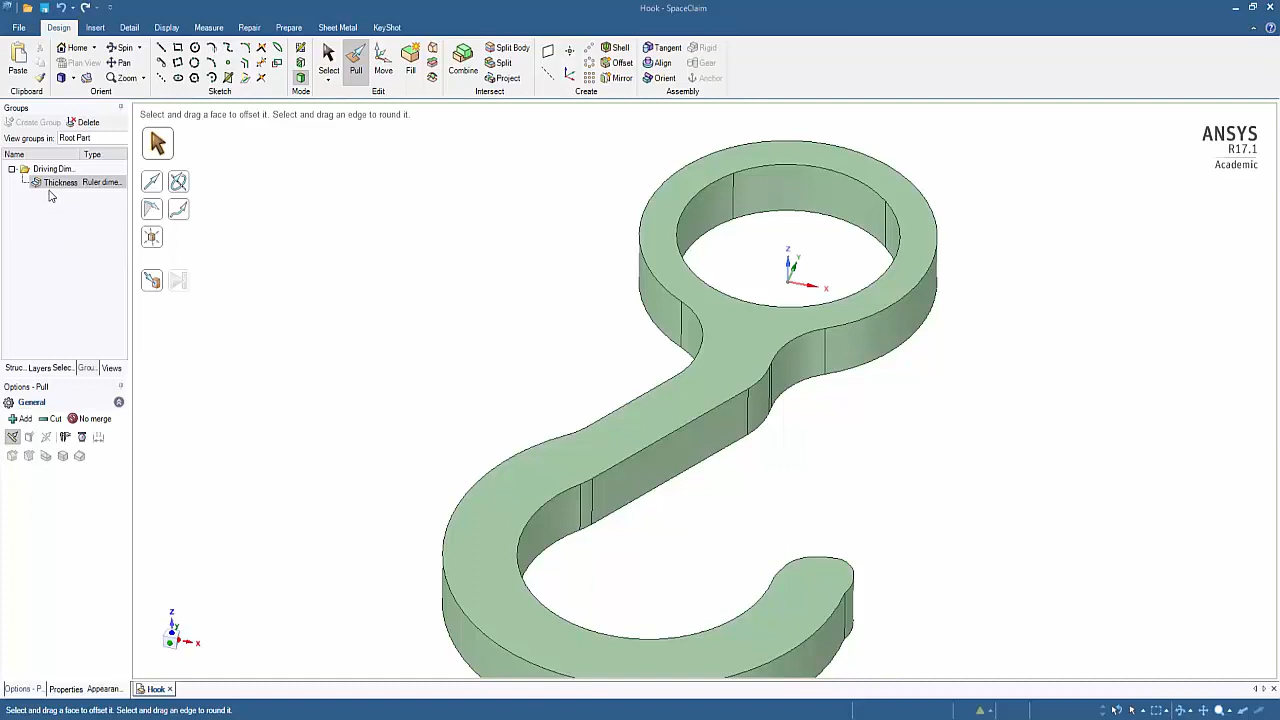 Hook - SpaceClaim
File Design Insert Detail Display Measure Repair Prepare Sheet Metal KeyShot
Paste
Clipboard
Home Spin
Plan View Pan
Zoom
Orient
Sketch
Mode
Select Pull Move Fill
Edit
Combine
Split Body
Split
Project
Intersect
Shell
Offset
Mirror
Create
Tangent Rigid
Align Gear
Orient Anchor
Assembly
Groups
Create Group Delete
View groups in: Root Part
Name Type
Driving Dim...
Thickness Ruler dime...
Struc... Layers Selec... Grou... Views
Options - Pull
General
Add Cut No merge
Options - P... Properties Appearan...
Select and drag a face to offset it. Select and drag an edge to round it.
ANSYS
R17.1
Academic
Z
Y
X
Z
Y
X
Hook
Select and drag a face to offset it. Select and drag an edge to round it.